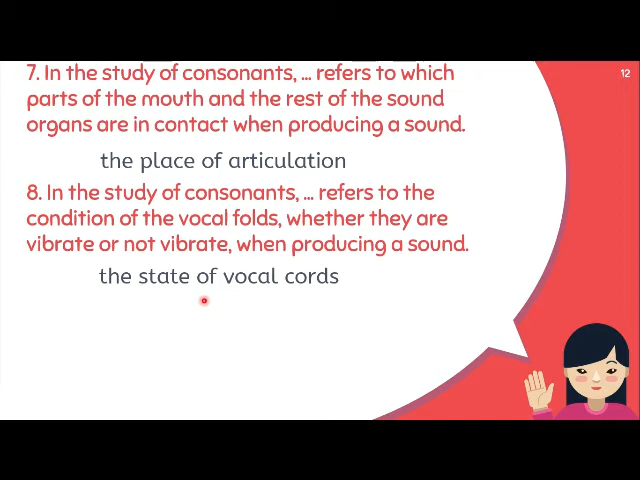 12
7. In the study of consonants, ... refers to which
parts of the mouth and the rest of the sound
organs are in contact when producing a sound.
the place of articulation
8. In the study of consonants, ... refers to the
condition of the vocal folds, whether they are
vibrate or not vibrate, when producing a sound.
the state of vocal cords